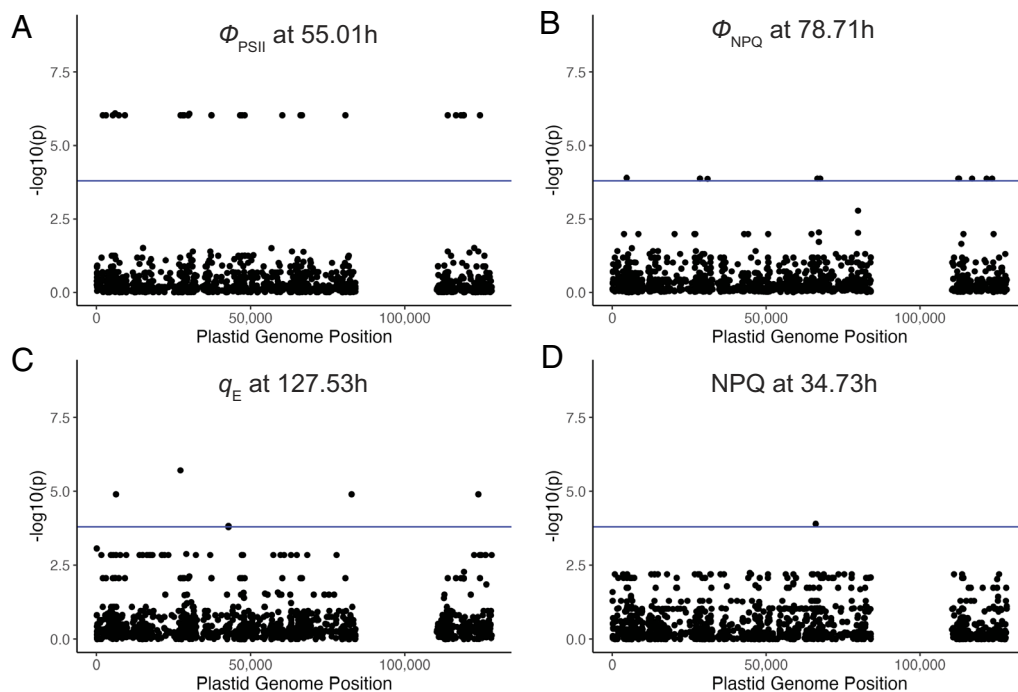 A
ΦPSII at 55.01h
-log10(p)
7.5
5.0
2.5
0.0
0
50,000
100,000
Plastid Genome Position
B
ΦNPQ at 78.71h
-log10(p)
7.5
5.0
2.5
0.0
0
50,000
100,000
Plastid Genome Position
C
qE at 127.53h
-log10(p)
7.5
5.0
2.5
0.0
0
50,000
100,000
Plastid Genome Position
D
NPQ at 34.73h
-log10(p)
7.5
5.0
2.5
0.0
0
50,000
100,000
Plastid Genome Position